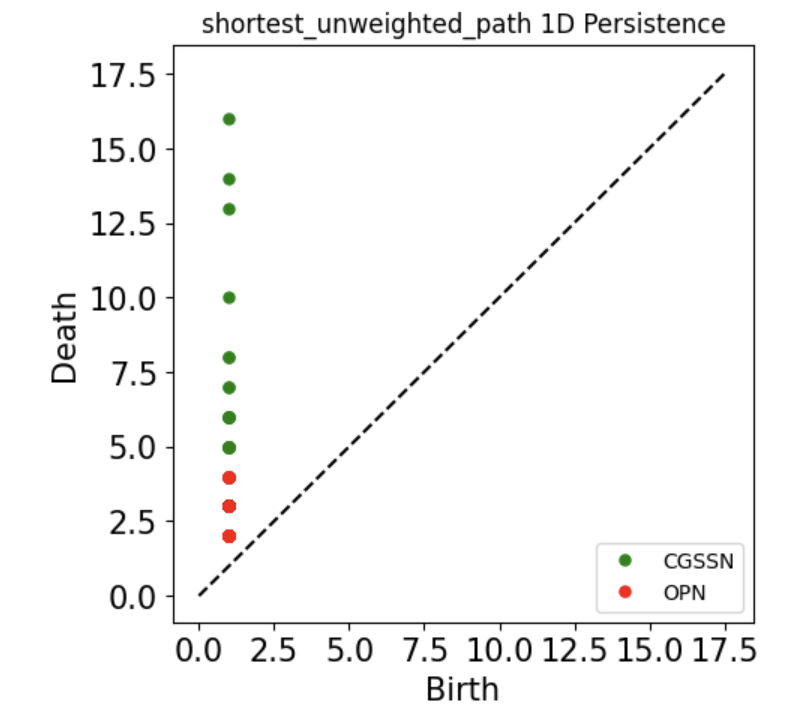 shortest_unweighted_path 1D Persistence
17.5
15.0
12.5
10.0
7.5
5.0
2.5
0.0
Death
CGSSN
OPN
0.0 2.5 5.0 7.5 10.0 12.5 15.0 17.5
Birth